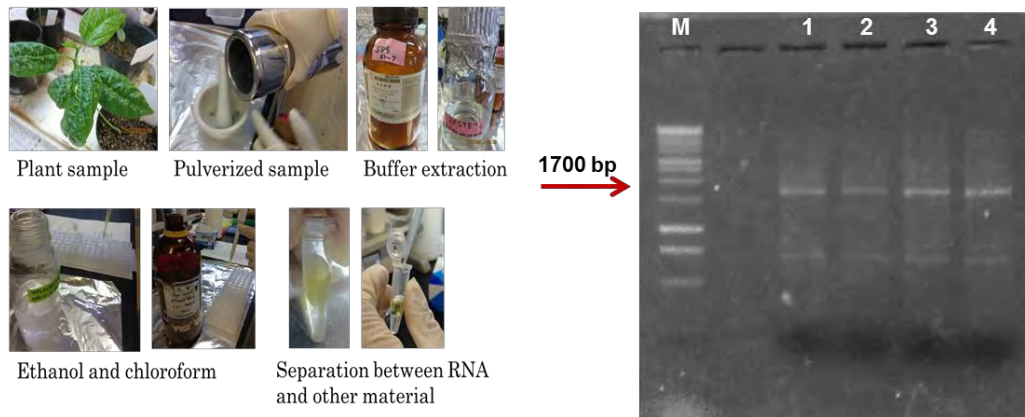 Plant sample
Pulverized sample
Buffer extraction
Ethanol and chloroform
Separation between RNA
and other material
1700 bp
M 1 2 3 4